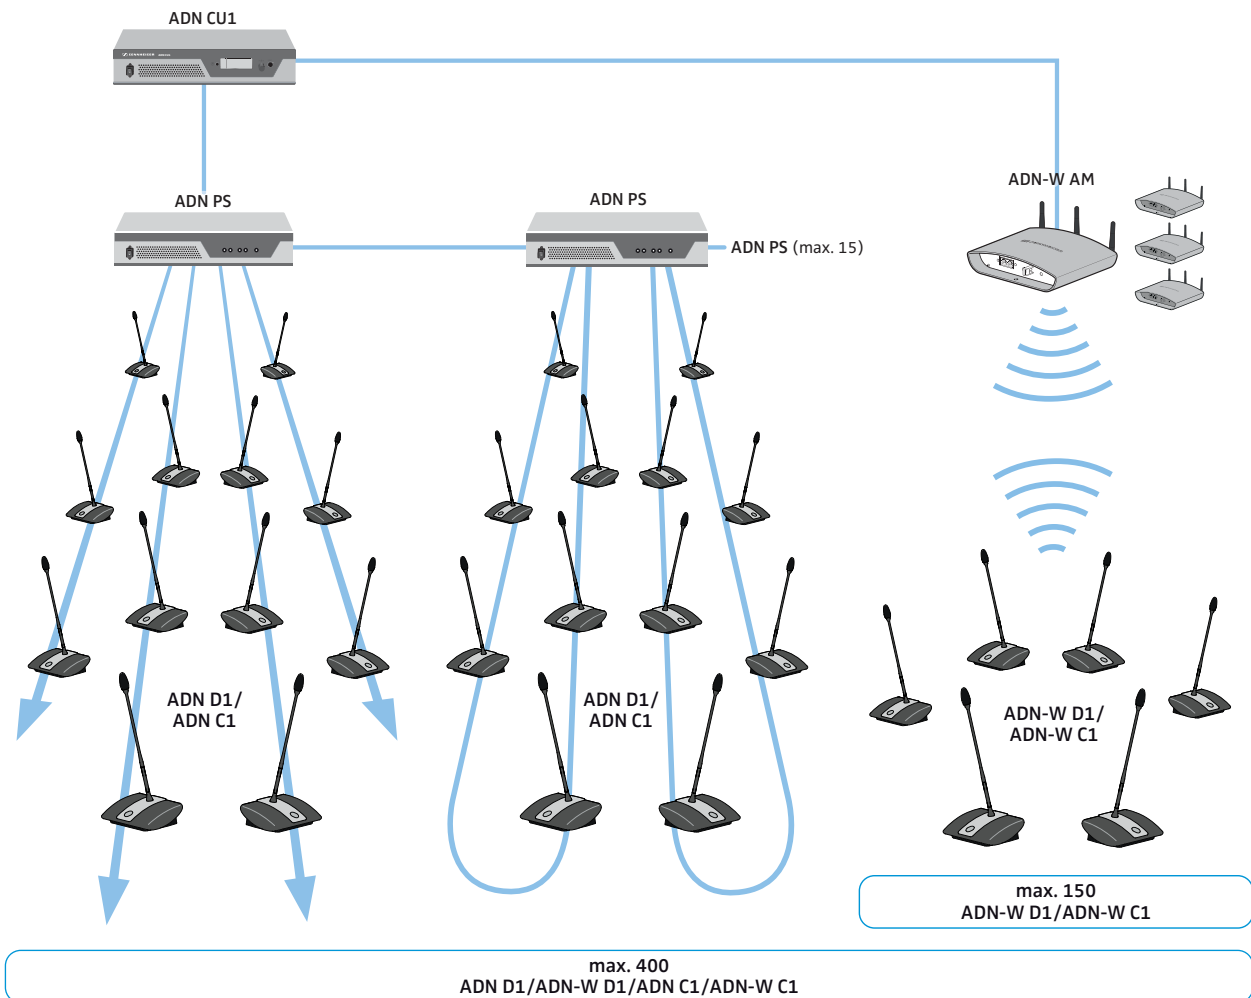 ADN CU1
SENNHEISER
ADN PS
ADN PS
ADN PS (max. 15)
ADN-W AM
ADN D1/
ADN C1
ADN D1/
ADN C1
ADN-W D1/
ADN-W C1
max. 150
ADN-W D1/ADN-W C1
max. 400
ADN D1/ADN-W D1/ADN C1/ADN-W C1